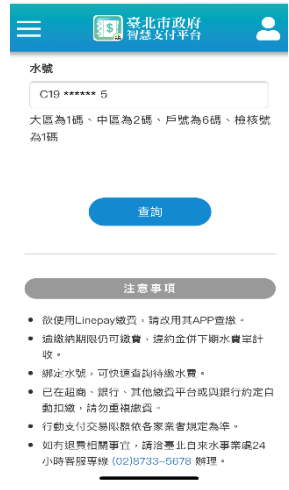 臺北市政府
智慧支付平台
水號
C19 ****** 5
大區為1碼、中區為2碼、戶號為6碼、檢核號
為1碼
查詢
注意事項
欲使用Linepay繳費，請改用其APP查繳。
逾繳納期限仍可繳費，違約金併下期水費單計
收。
綁定水號，可快速查詢待繳水費。
已在超商、銀行、其他繳費平台或與銀行約定自
動扣繳，請勿重複繳費。
行動支付交易限額依各家業者規定為準。
如有退費相關事宜，請洽臺北自來水事業處24
小時客服專線 (02)8733-5678 辦理。